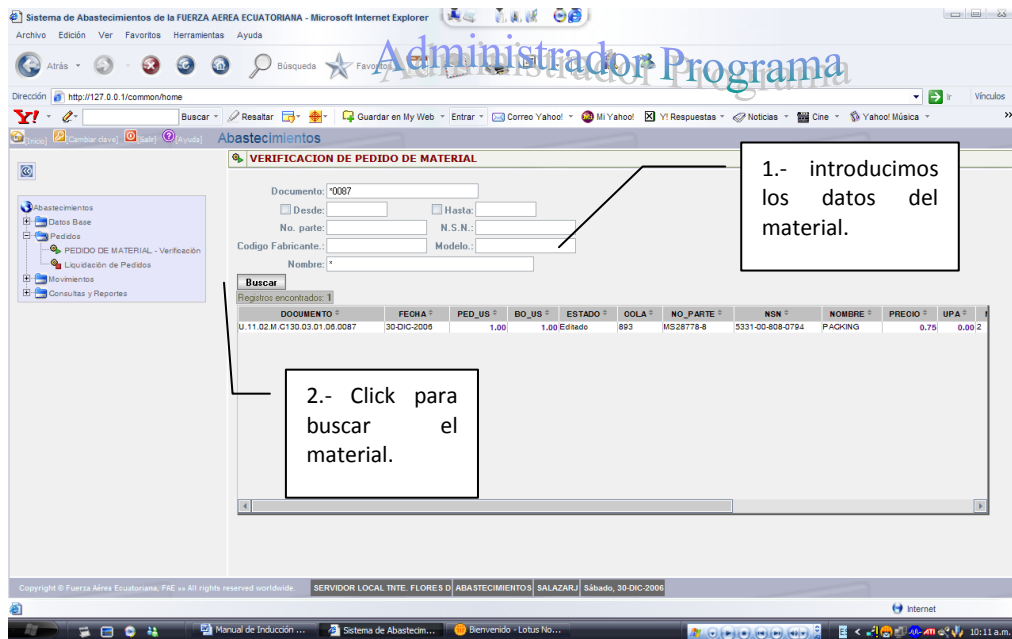 Sistema de Abastecimientos de la FUERZA AEREA ECUATORIANA - Microsoft Internet Explorer
Archivo Edición Ver Favoritos Herramientas Ayuda
Administrador Programa
Atrás Búsqueda Favoritos
Dirección http://127.0.0.1/common/home Ir Vínculos
Y! Buscar Resaltar Guardar en My Web Entrar Correo Yahoo! Mi Yahoo! Y! Respuestas Noticias Cine Yahoo! Música »
[Inicio] [Cambiar clave] [Salir] [Ayuda] Abastecimientos
VERIFICACION DE PEDIDO DE MATERIAL
Abastecimientos
Datos Base
Pedidos
PEDIDO DE MATERIAL - Verificación
Liquidación de Pedidos
Movimientos
Consultas y Reportes
Documento: *0087
Desde: Hasta:
No. parte: N.S.N.:
Codigo Fabricante.: Modelo.:
Nombre: *
Buscar
Registros encontrados: 1
DOCUMENTO FECHA PED_US BO_US ESTADO COLA NO_PARTE NSN NOMBRE PRECIO UPA
U.11.02.M.C130.03.01.06.0087 30-DIC-2006 1.00 1.00 Editado 893 MS28778-8 5331-00-808-0794 PACKING 0.75 0.00 2
1.- introducimos
los datos del
material.
2.- Click para
buscar el
material.
Copyright © Fuerza Aérea Ecuatoriana, FAE »» All rights reserved worldwide. SERVIDOR LOCAL TNTE. FLORES D ABASTECIMIENTOS SALAZARJ Sábado, 30-DIC-2006
Internet
Manual de Inducción ... Sistema de Abastecim... Bienvenido - Lotus No... 10:11 a.m.